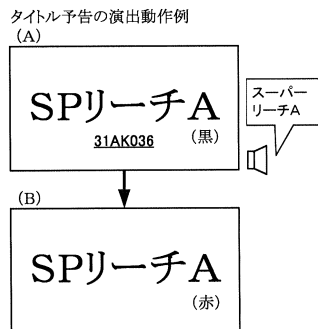 タイトル予告の演出動作例
(A)
SPリーチA
31AK036
(黒)
スーパー
リーチA
(B)
SPリーチA
(赤)